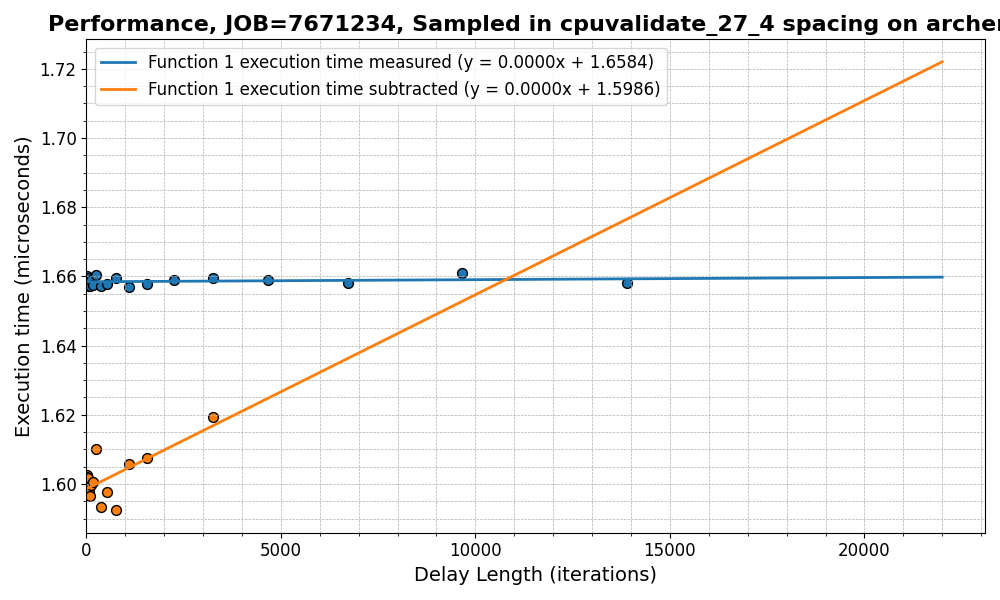 Performance, JOB=7671234, Sampled in cpuvalidate_27_4 spacing on archer
Function 1 execution time measured (y = 0.0000x + 1.6584)
Function 1 execution time subtracted (y = 0.0000x + 1.5986)
Execution time (microseconds)
1.72
1.70
1.68
1.66
1.64
1.62
1.60
0
5000
10000
15000
20000
Delay Length (iterations)